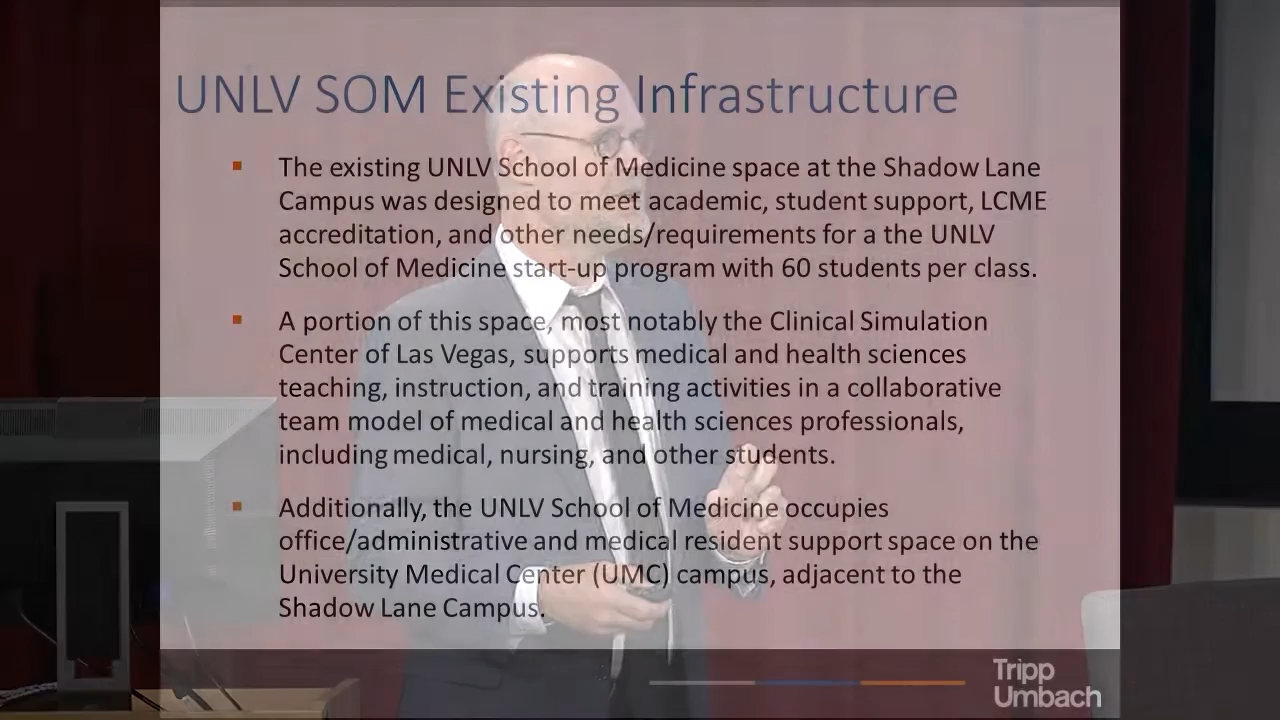 UNLV SOM Existing Infrastructure
The existing UNLV School of Medicine space at the Shadow Lane
Campus was designed to meet academic, student support, LCME
accreditation, and other needs/requirements for a the UNLV
School of Medicine start-up program with 60 students per class.
A portion of this space, most notably the Clinical Simulation
Center of Las Vegas, supports medical and health sciences
teaching, instruction, and training activities in a collaborative
team model of medical and health sciences professionals,
including medical, nursing, and other students.
Additionally, the UNLV School of Medicine occupies
office/administrative and medical resident support space on the
University Medical Center (UMC) campus, adjacent to the
Shadow Lane Campus.
Tripp
Umbach